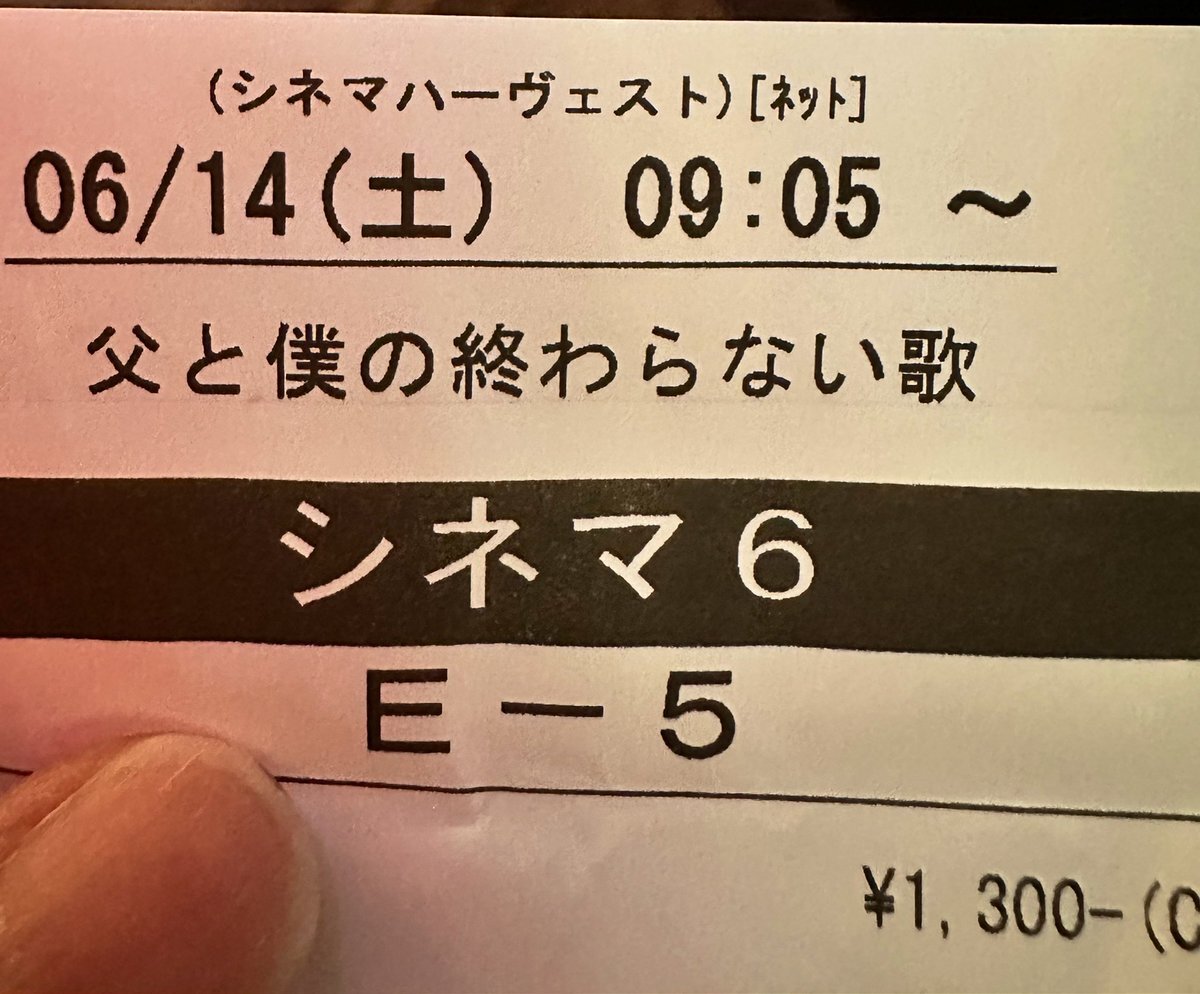 (シネマハーヴェスト)[ネット]
06/14(土) 09:05 ～
父と僕の終わらない歌
シネマ6
E－5
¥1,300-(